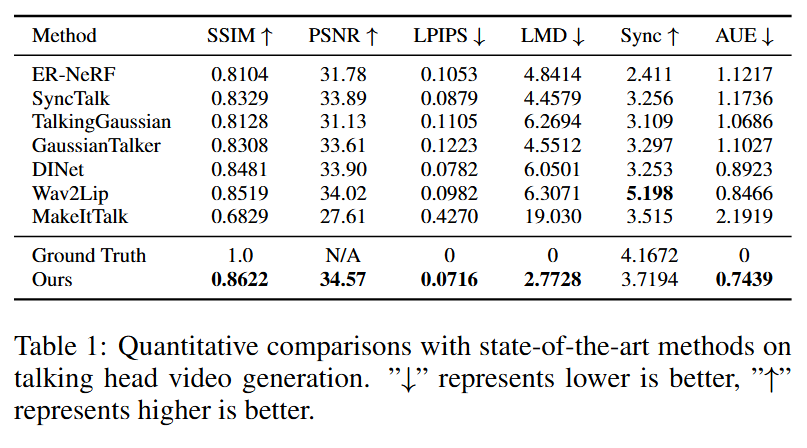 Method SSIM ↑ PSNR ↑ LPIPS ↓ LMD ↓ Sync ↑ AUE ↓
ER-NeRF 0.8104 31.78 0.1053 4.8414 2.411 1.1217
SyncTalk 0.8329 33.89 0.0879 4.4579 3.256 1.1736
TalkingGaussian 0.8128 31.13 0.1105 6.2694 3.109 1.0686
GaussianTalker 0.8308 33.61 0.1223 4.5512 3.297 1.1027
DINet 0.8481 33.90 0.0782 6.0501 3.253 0.8923
Wav2Lip 0.8519 34.02 0.0982 6.3071 5.198 0.8466
MakeItTalk 0.6829 27.61 0.4270 19.030 3.515 2.1919
Ground Truth 1.0 N/A 0 0 4.1672 0
Ours 0.8622 34.57 0.0716 2.7728 3.7194 0.7439
Table 1: Quantitative comparisons with state-of-the-art methods on
talking head video generation. ”↓” represents lower is better, ”↑”
represents higher is better.